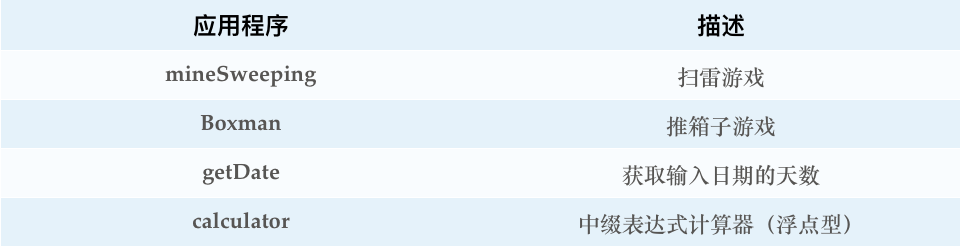 应用程序 描述
mineSweeping 扫雷游戏
Boxman 推箱子游戏
getDate 获取输入日期的天数
calculator 中缀表达式计算器（浮点型）